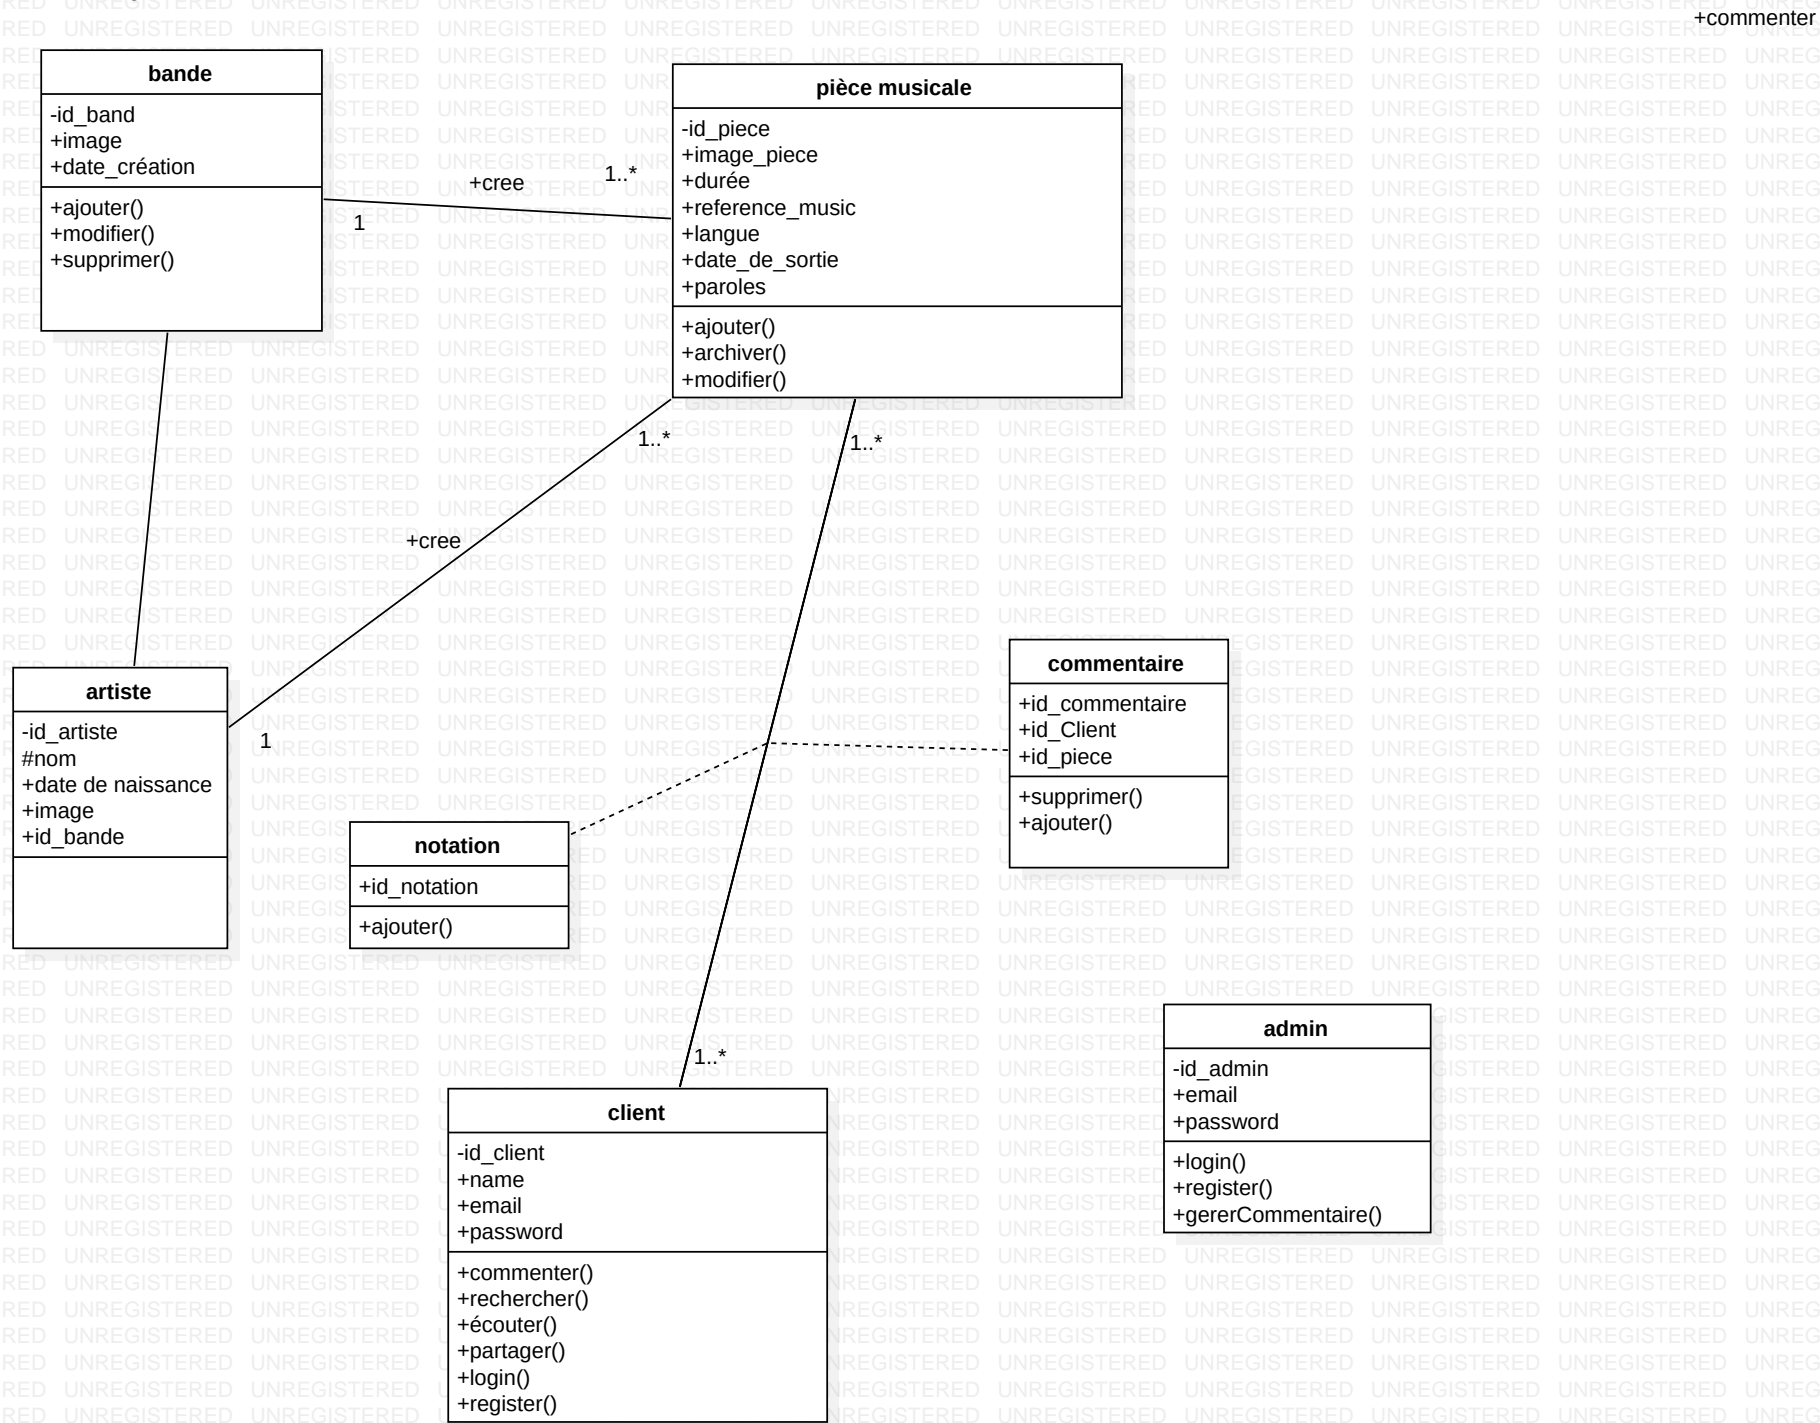 +commenter
bande
-id_band
+image
+date_création
+ajouter()
+modifier()
+supprimer()
+cree
1..*
1
pièce musicale
-id_piece
+image_piece
+durée
+reference_music
+langue
+date_de_sortie
+paroles
+ajouter()
+archiver()
+modifier()
1..*
1..*
+cree
1
artiste
-id_artiste
#nom
+date de naissance
+image
+id_bande
notation
+id_notation
+ajouter()
commentaire
+id_commentaire
+id_Client
+id_piece
+supprimer()
+ajouter()
1..*
client
-id_client
+name
+email
+password
+commenter()
+rechercher()
+écouter()
+partager()
+login()
+register()
admin
-id_admin
+email
+password
+login()
+register()
+gererCommentaire()
UNREGISTERED